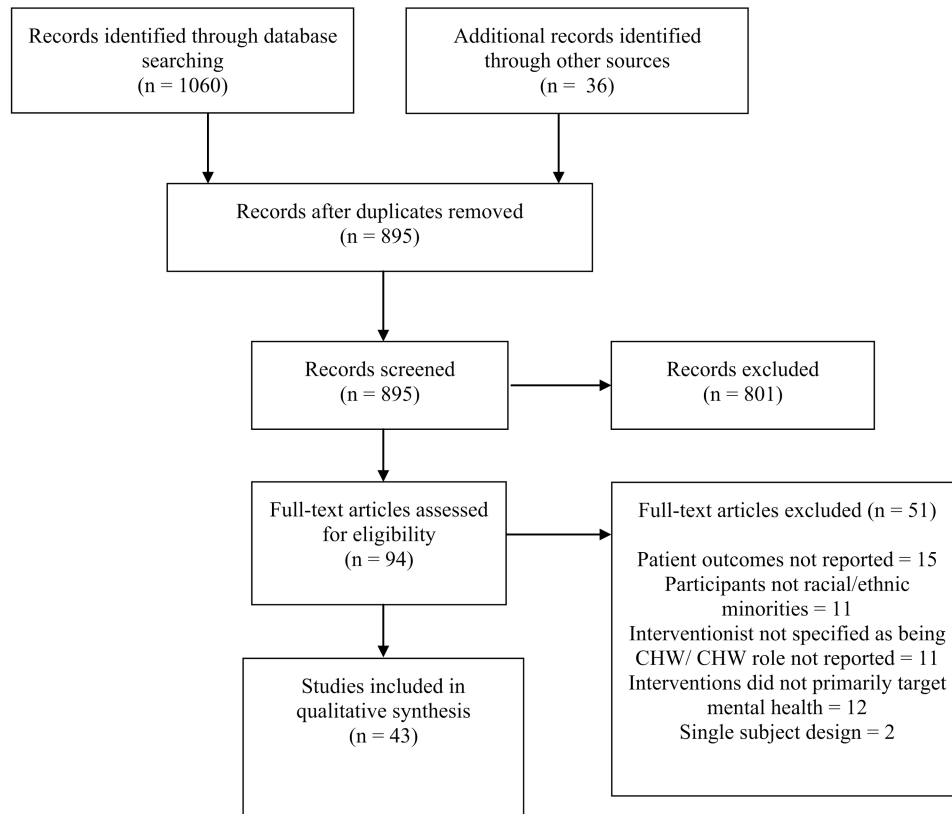 Records identified through database
searching
(n = 1060)
Additional records identified
through other sources
(n = 36)
Records after duplicates removed
(n = 895)
Records screened
(n = 895)
Records excluded
(n = 801)
Full-text articles assessed
for eligibility
(n = 94)
Full-text articles excluded (n = 51)
Patient outcomes not reported = 15
Participants not racial/ethnic
minorities = 11
Interventionist not specified as being
CHW/ CHW role not reported = 11
Interventions did not primarily target
mental health = 12
Single subject design = 2
Studies included in
qualitative synthesis
(n = 43)